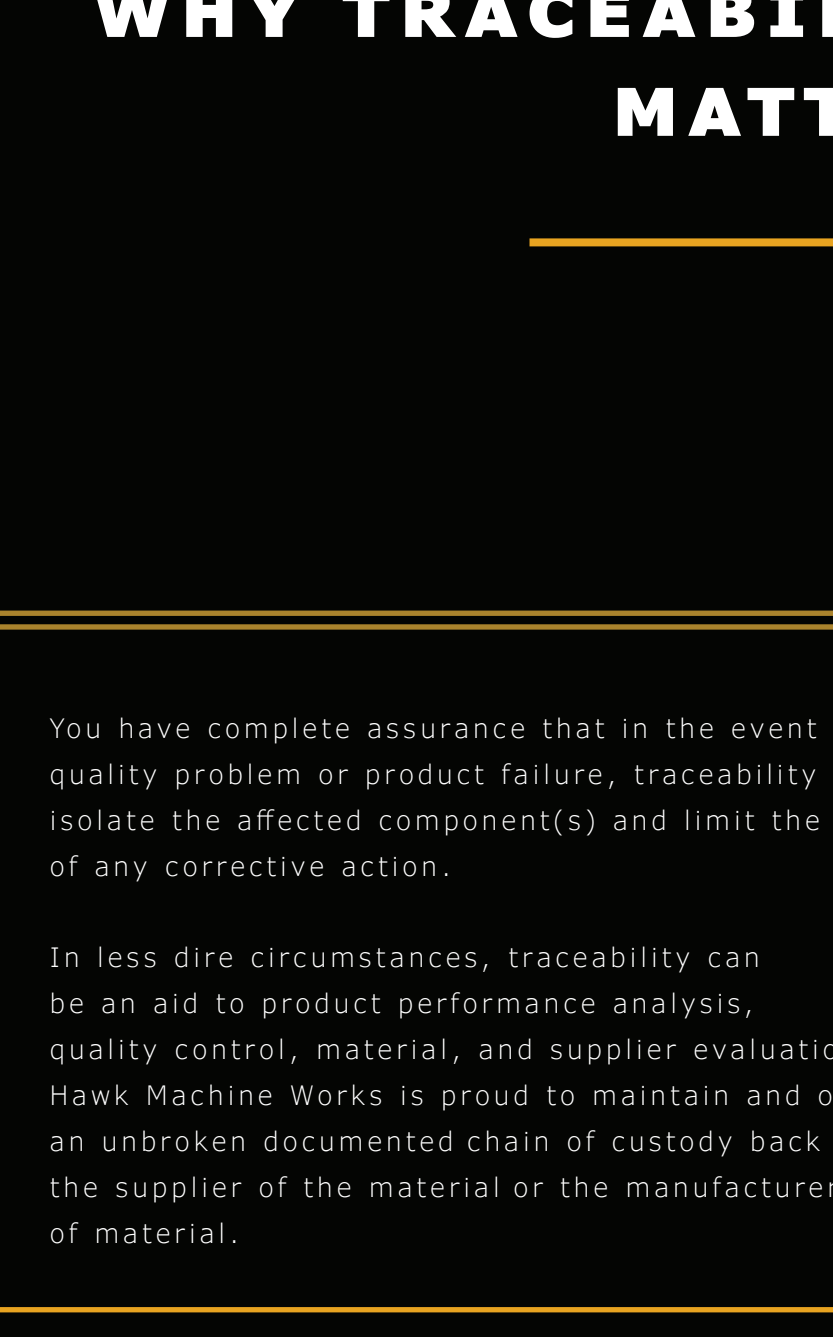 WHY TRACEABI
MATT
You have complete assurance that in the event
quality problem or product failure, traceability
isolate the affected component(s) and limit the
of any corrective action.
In less dire circumstances, traceability can
be an aid to product performance analysis,
quality control, material, and supplier evaluatio
Hawk Machine Works is proud to maintain and o
an unbroken documented chain of custody back
the supplier of the material or the manufacturer
of material.